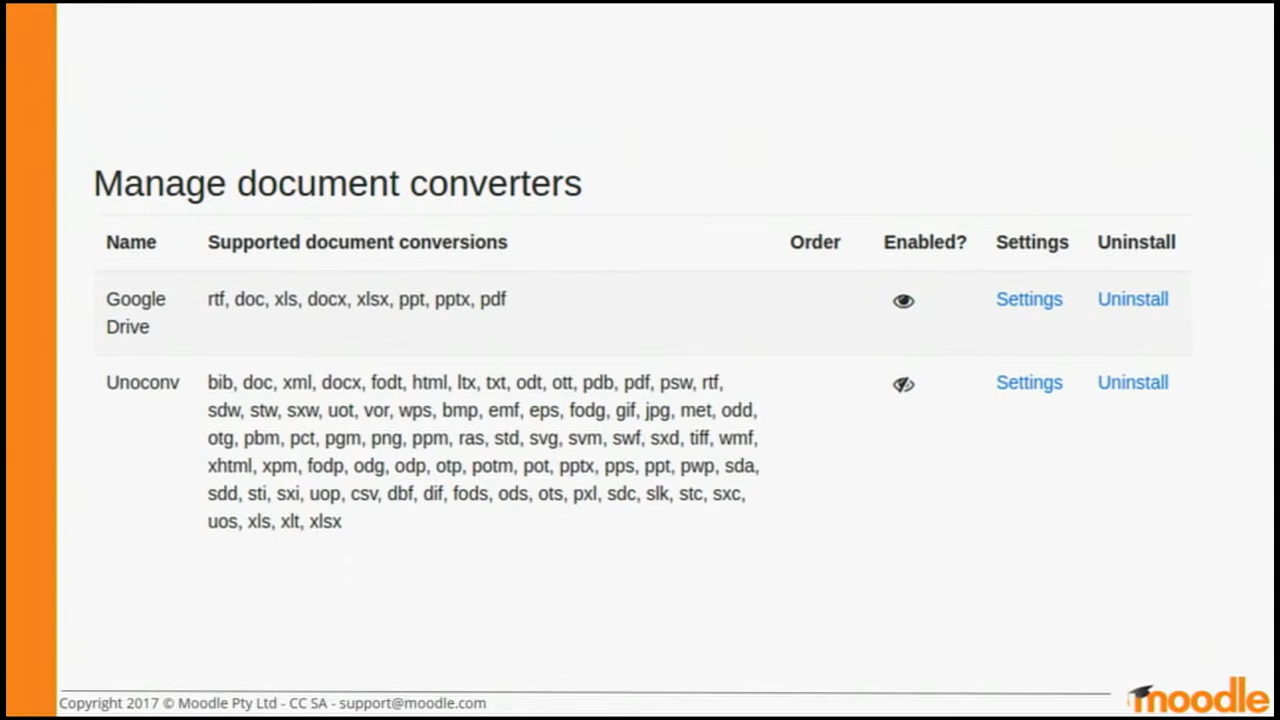 Manage document converters
Name Supported document conversions Order Enabled? Settings Uninstall
Google rtf, doc, xls, docx, xlsx, ppt, pptx, pdf Settings Uninstall
Drive
Unoconv bib, doc, xml, docx, fodt, html, ltx, txt, odt, ott, pdb, pdf, psw, rtf, Settings Uninstall
sdw, stw, sxw, uot, vor, wps, bmp, emf, eps, fodg, gif, jpg, met, odd,
otg, pbm, pct, pgm, png, ppm, ras, std, svg, svm, swf, sxd, tiff, wmf,
xhtml, xpm, fodp, odg, odp, otp, potm, pot, pptx, pps, ppt, pwp, sda,
sdd, sti, sxi, uop, csv, dbf, dif, fods, ods, ots, pxl, sdc, slk, stc, sxc,
uos, xls, xlt, xlsx
Copyright 2017 © Moodle Pty Ltd - CC SA - support@moodle.com
moodle